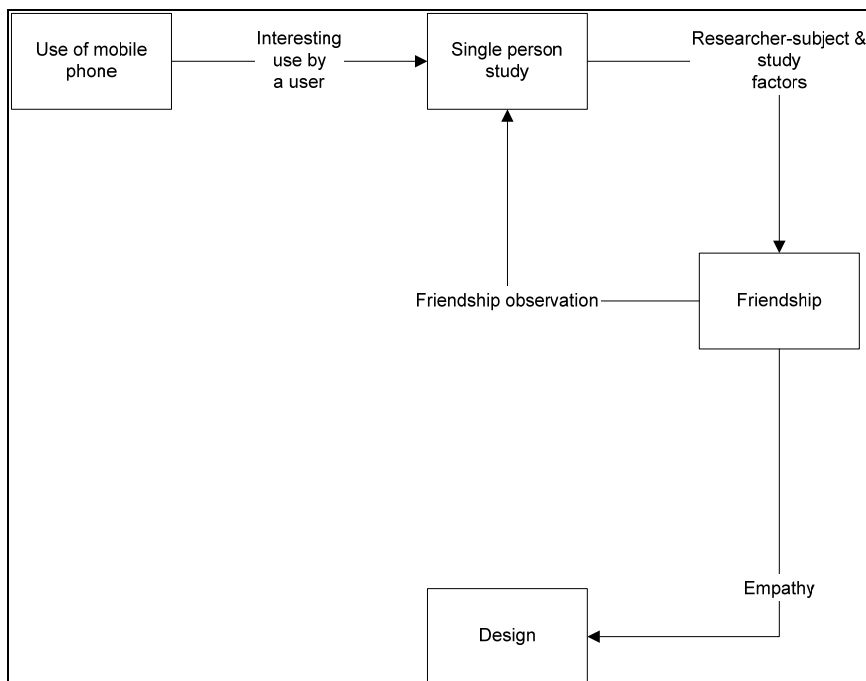 Use of mobile
phone
Interesting
use by
a user
Single person
study
Researcher-subject &
study
factors
Friendship observation
Friendship
Empathy
Design